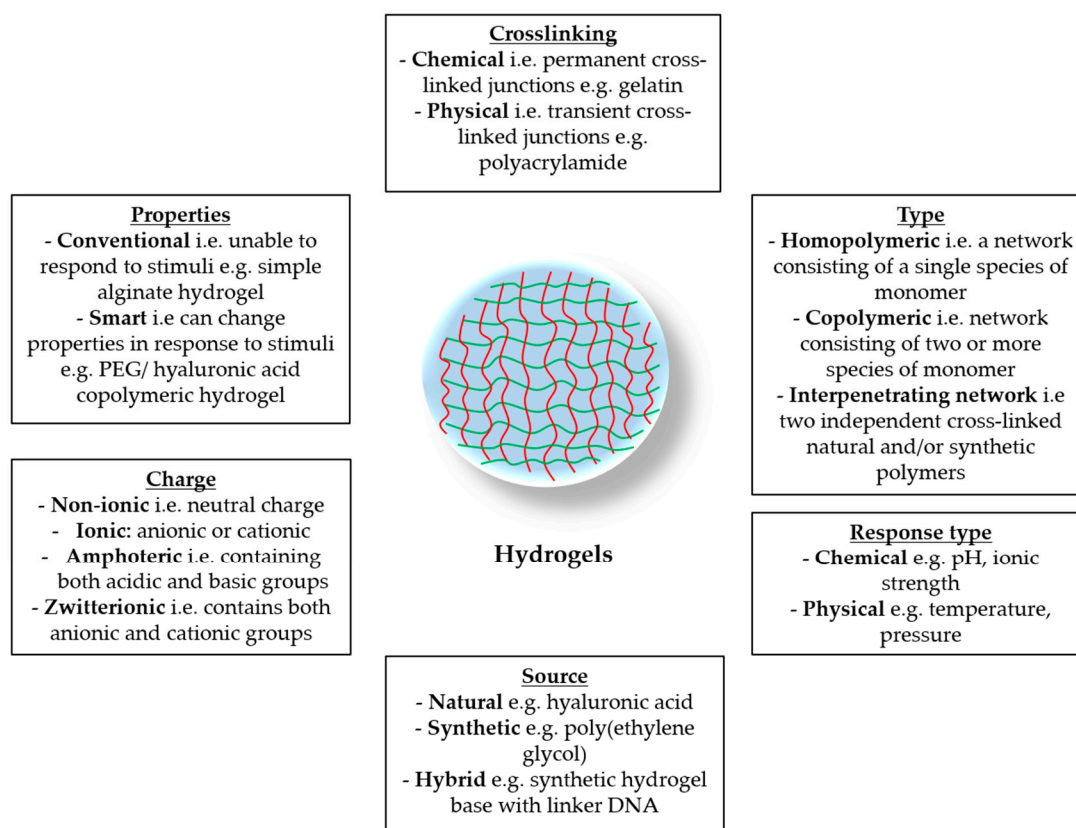 Crosslinking
- Chemical i.e. permanent cross-
linked junctions e.g. gelatin
- Physical i.e. transient cross-
linked junctions e.g.
polyacrylamide
Properties
- Conventional i.e. unable to
respond to stimuli e.g. simple
alginate hydrogel
- Smart i.e can change
properties in response to stimuli
e.g. PEG/ hyaluronic acid
copolymeric hydrogel
Type
- Homopolymeric i.e. a network
consisting of a single species of
monomer
- Copolymeric i.e. network
consisting of two or more
species of monomer
- Interpenetrating network i.e
two independent cross-linked
natural and/or synthetic
polymers
Charge
- Non-ionic i.e. neutral charge
- Ionic: anionic or cationic
- Amphoteric i.e. containing
both acidic and basic groups
- Zwitterionic i.e. contains both
anionic and cationic groups
Hydrogels
Response type
- Chemical e.g. pH, ionic
strength
- Physical e.g. temperature,
pressure
Source
- Natural e.g. hyaluronic acid
- Synthetic e.g. poly(ethylene
glycol)
- Hybrid e.g. synthetic hydrogel
base with linker DNA